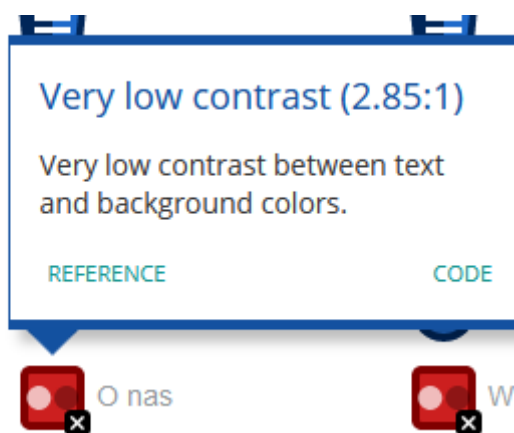 Very low contrast (2.85:1)
Very low contrast between text
and background colors.
REFERENCE CODE
O nas W